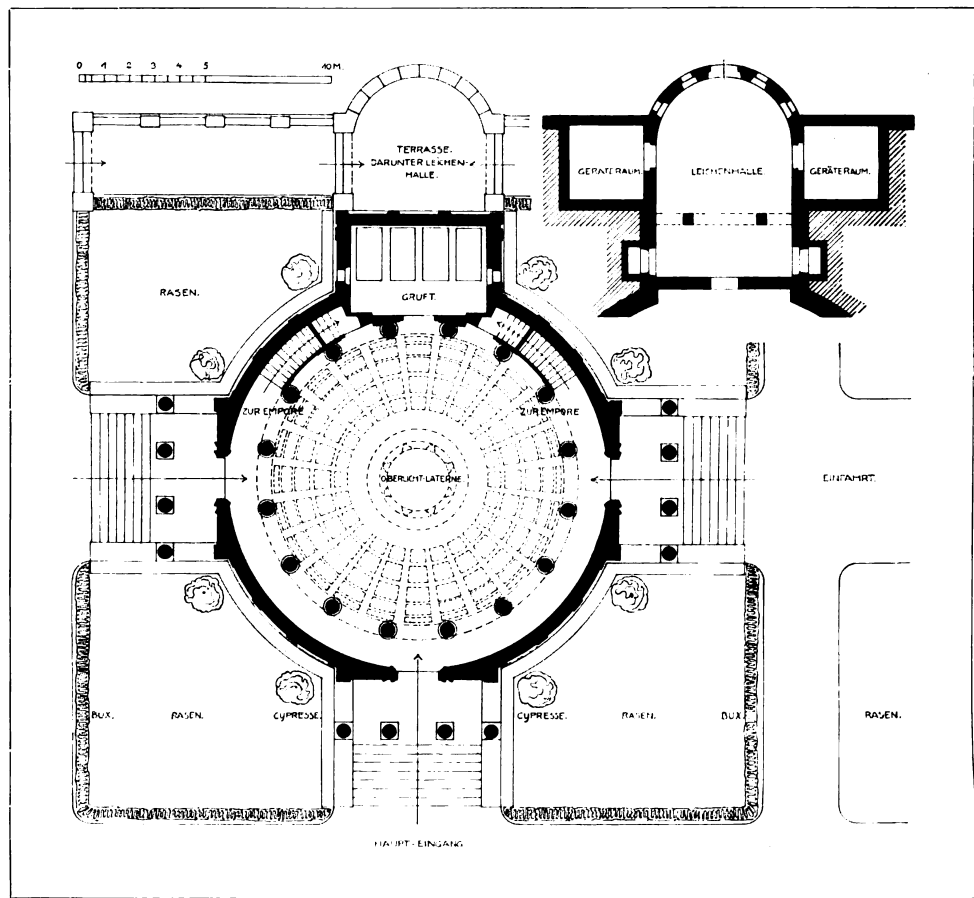 0 1 2 3 4 5 10 M.
TERRASSE.
DARUNTER LEICHEN-
HALLE.
GERÄTERAUM.
LEICHENHALLE
GERÄTERAUM.
RASEN.
GRUFT.
ZUR EMPORE
ZUR EMPORE
OBERLICHT-LATERNE
EINFAHRT.
BUX.
RASEN.
CYPRESSE.
CYPRESSE.
RASEN.
BUX.
RASEN.
HAUPT-EINGANG